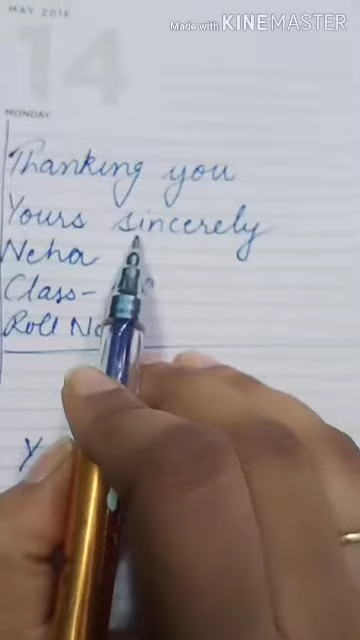 MAY 2018
Made with KINEMASTER
14
MONDAY
Thanking you
Yours sincerely
Neha
Class-
Roll No
Y